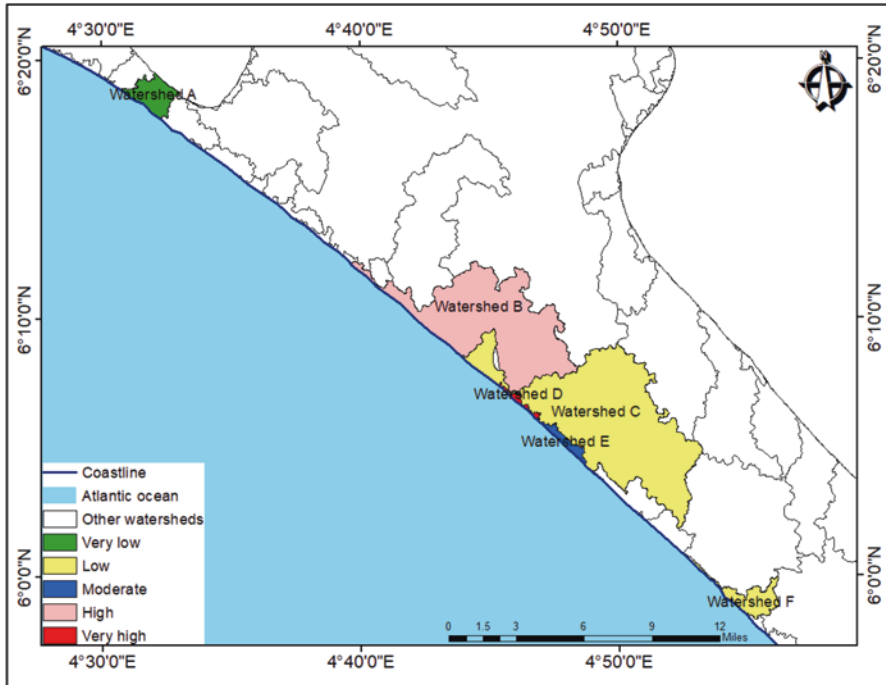 4°30'0"E 4°40'0"E 4°50'0"E
6°20'0"N
6°20'0"N
Watershed A
6°10'0"N
6°10'0"N
Watershed B
Watershed D
Watershed C
Watershed E
Watershed F
6°0'0"N
6°0'0"N
Coastline
Atlantic ocean
Other watersheds
Very low
Low
Moderate
High
Very high
0 1.5 3 6 9 12
Miles
4°30'0"E 4°40'0"E 4°50'0"E